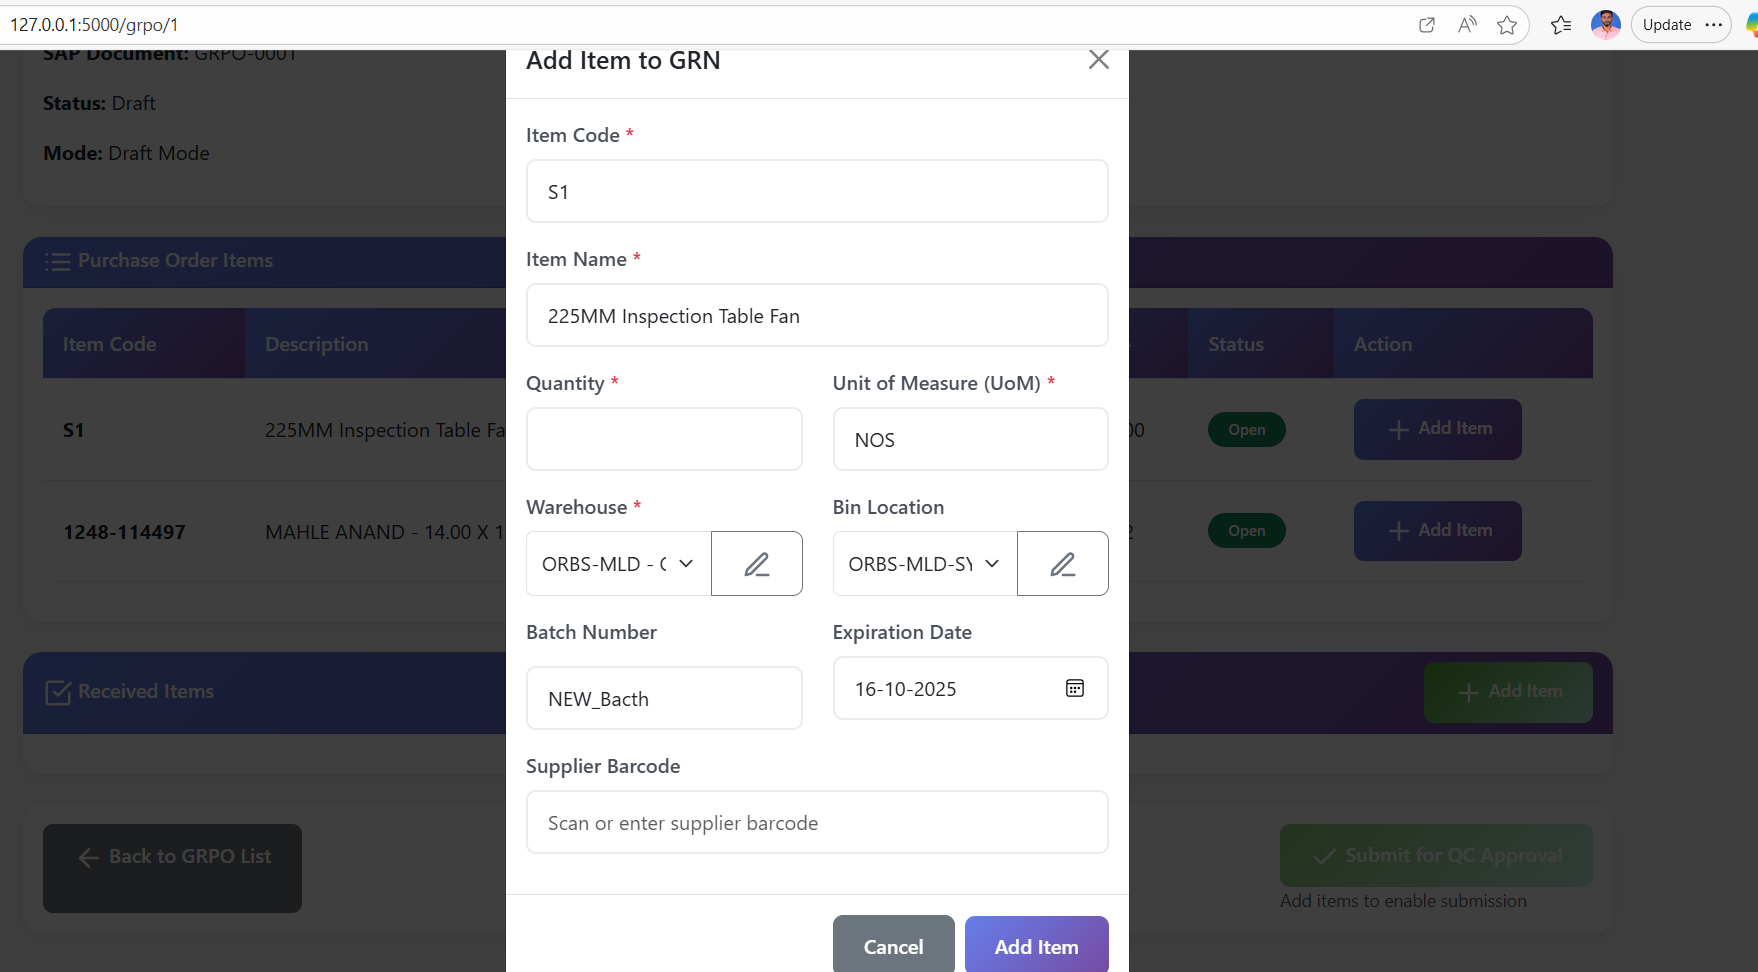 127.0.0.1:5000/grpo/1
Update
Add Item to GRN
SAP Document: GRPO-0001
Status: Draft
Mode: Draft Mode
Item Code *
S1
Item Name *
225MM Inspection Table Fan
Quantity *
Unit of Measure (UoM) *
NOS
Warehouse *
Bin Location
ORBS-MLD -
ORBS-MLD-SY
Batch Number
Expiration Date
NEW_Bacth
16-10-2025
Supplier Barcode
Scan or enter supplier barcode
Cancel
Add Item
Purchase Order Items
Item Code
Description
Status
Action
S1
225MM Inspection Table Fa
00
Open
Add Item
1248-114497
MAHLE ANAND - 14.00 X 1
2
Open
Add Item
Received Items
Add Item
Back to GRPO List
Submit for QC Approval
Add items to enable submission